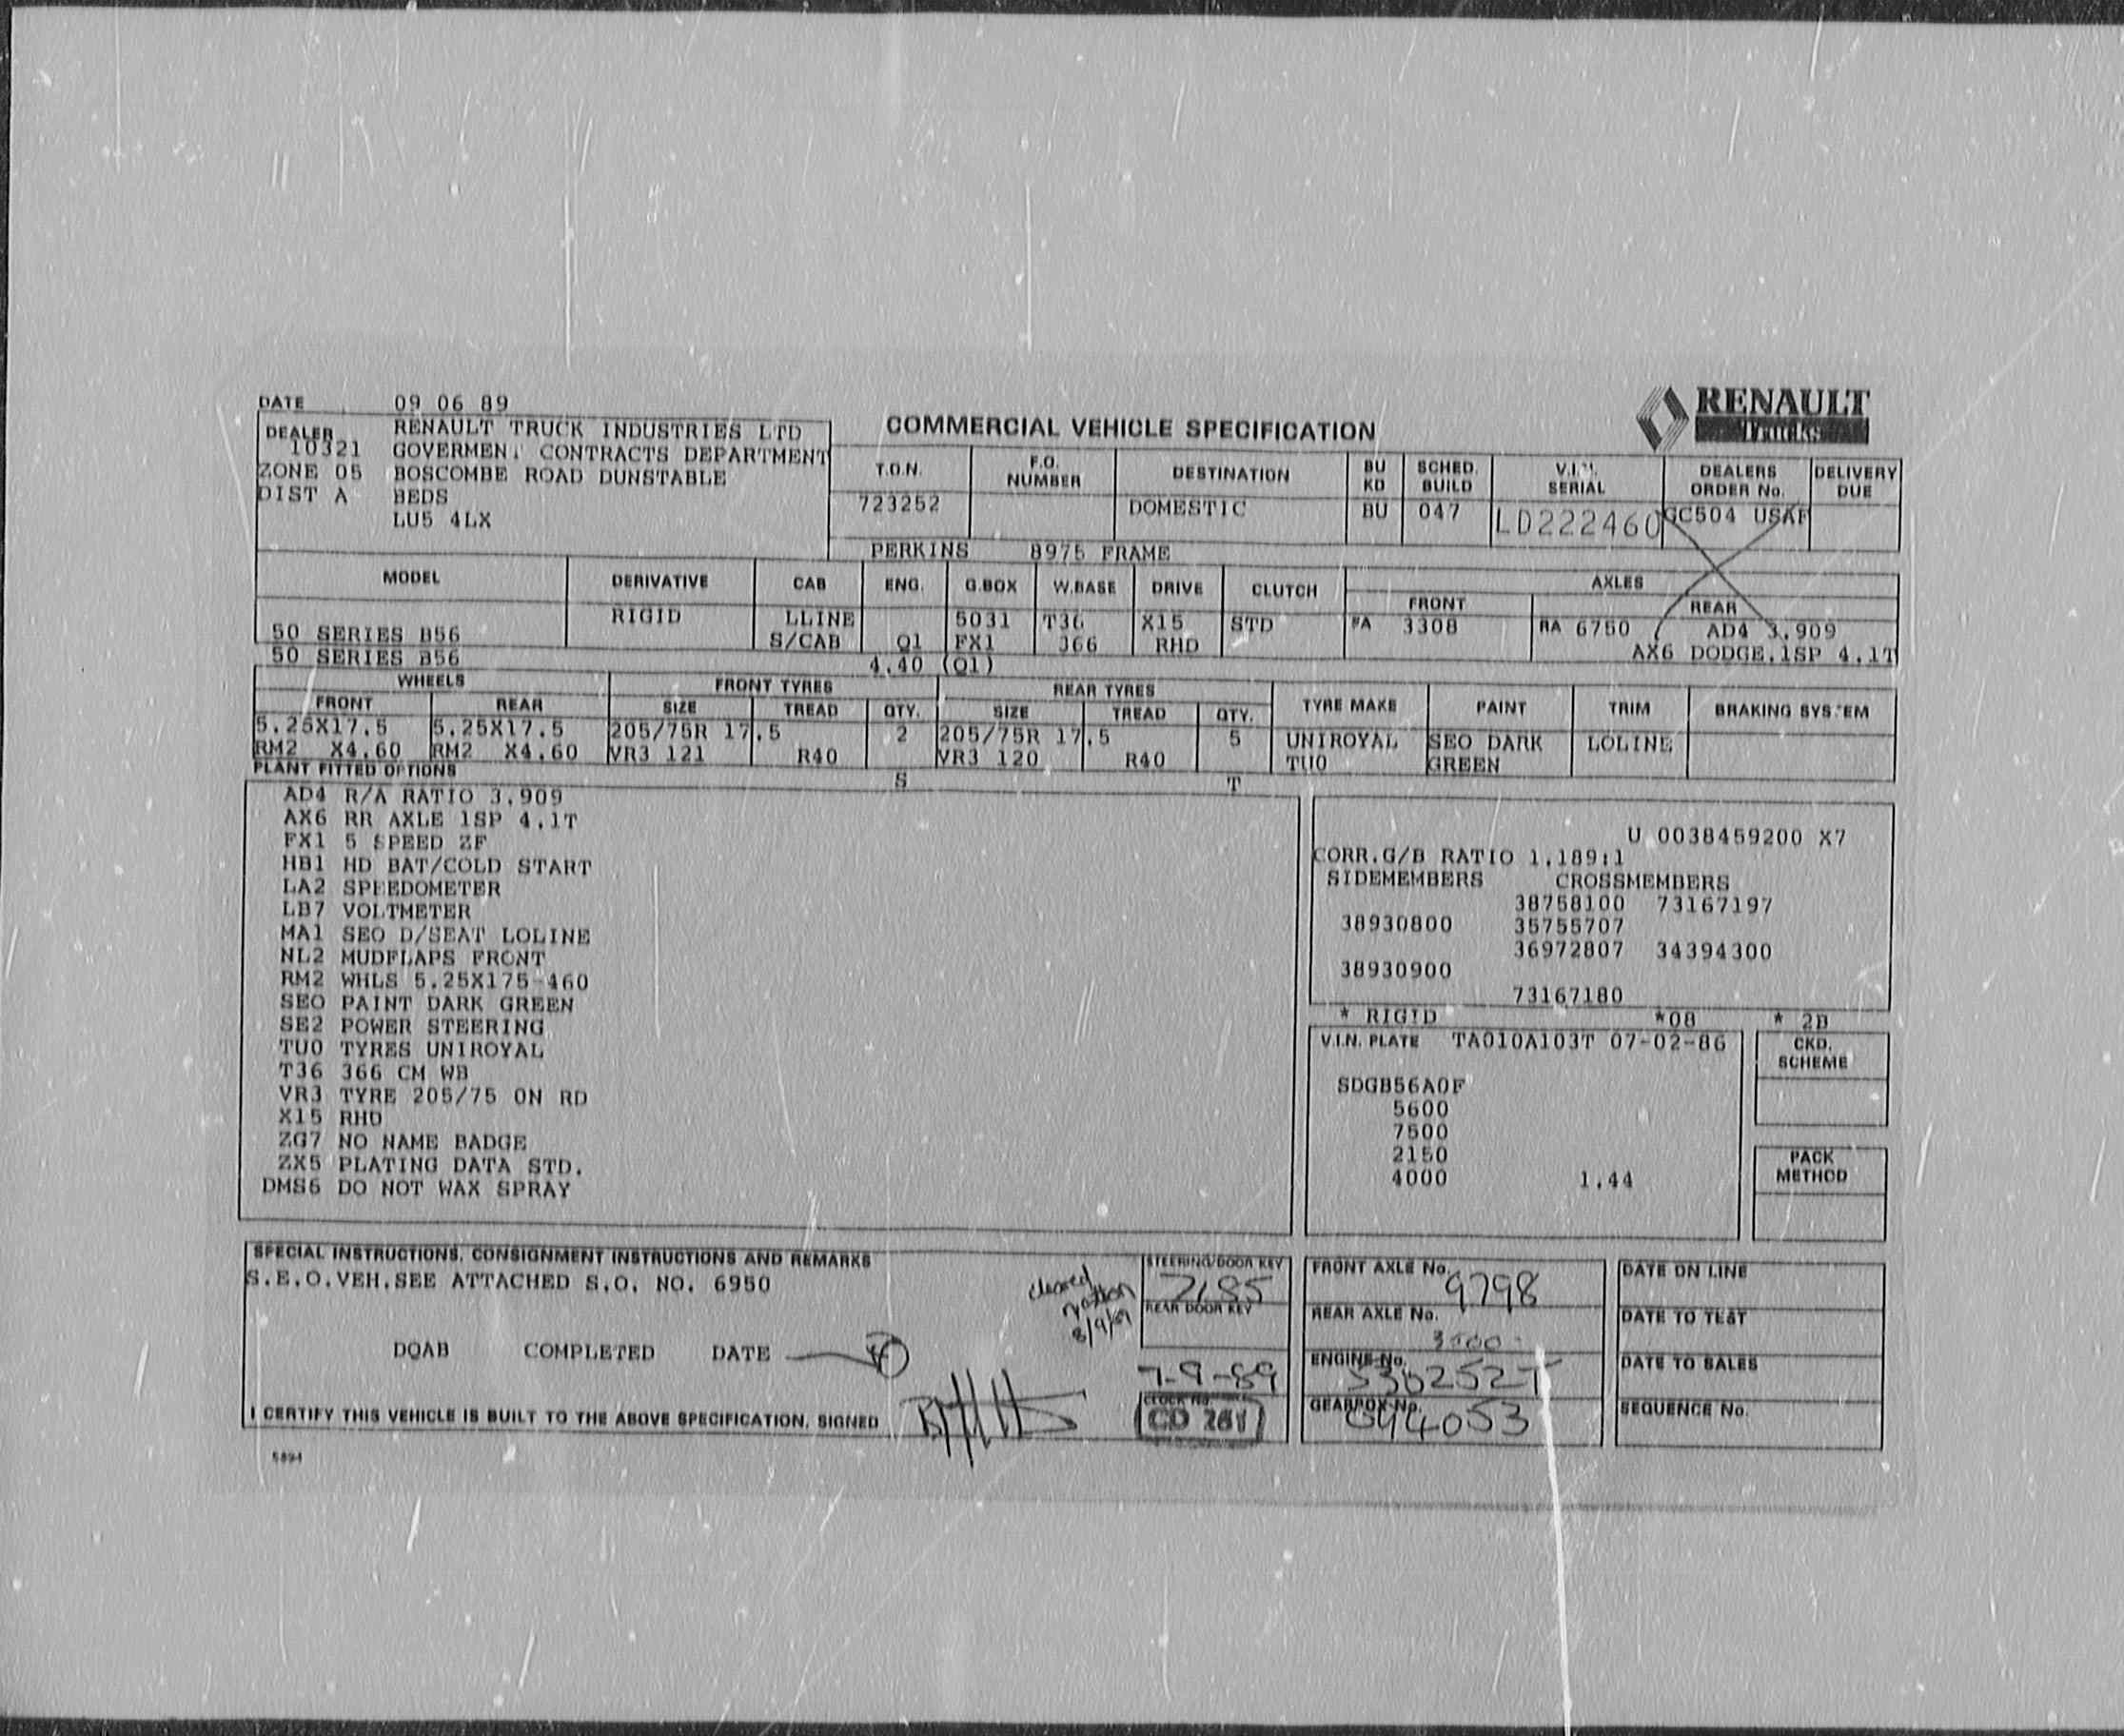 DATE 09 06 89
RENAULT Trucks
COMMERCIAL VEHICLE SPECIFICATION
DEALER RENAULT TRUCK INDUSTRIES LTD
10321 GOVERMENT CONTRACTS DEPARTMENT
ZONE 05 BOSCOMBE ROAD DUNSTABLE
DIST A BEDS
LU5 4LX
T.O.N. F.O. NUMBER DESTINATION BU KD SCHED. BUILD V.I.N. SERIAL DEALERS ORDER No. DELIVERY DUE
723252 DOMESTIC BU 047 LD222460 GC504 USAF
PERKINS 8975 FRAME
MODEL DERIVATIVE CAB ENG. G.BOX W.BASE DRIVE CLUTCH AXLES
FRONT REAR
RIGID LLINE 5031 T36 X15 STD FA 3308 RA 6750 AD4 3.909
50 SERIES B56 S/CAB Q1 FX1 366 RHD
50 SERIES B56 4.40 (Q1) AX6 DODGE.1SP 4.1T
WHEELS FRONT TYRES REAR TYRES TYRE MAKE PAINT TRIM BRAKING SYSTEM
FRONT REAR SIZE TREAD QTY. SIZE TREAD QTY.
5.25X17.5 5.25X17.5 205/75R 17.5 2 205/75R 17.5 5 UNIROYAL SEO DARK LOLINE
RM2 X4.60 RM2 X4.60 VR3 121 R40 VR3 120 R40 TUO GREEN
PLANT FITTED OPTIONS S T
AD4 R/A RATIO 3.909
AX6 RR AXLE 1SP 4.1T
FX1 5 SPEED ZF
HB1 HD BAT/COLD START
LA2 SPEEDOMETER
LB7 VOLTMETER
MA1 SEO D/SEAT LOLINE
NL2 MUDFLAPS FRONT
RM2 WHLS 5.25X175-460
SEO PAINT DARK GREEN
SE2 POWER STEERING
TUO TYRES UNIROYAL
T36 366 CM WB
VR3 TYRE 205/75 ON RD
X15 RHD
ZG7 NO NAME BADGE
ZX5 PLATING DATA STD.
DMS6 DO NOT WAX SPRAY
U 0038459200 X7
CORR.G/B RATIO 1.189:1
SIDEMEMBERS CROSSMEMBERS
38758100 73167197
38930800 35755707
36972807 34394300
38930900
73167180
* RIGID *08 * 2B
V.I.N. PLATE TA010A103T 07-02-86
CKD. SCHEME
SDGB56A0F
5600
7500
2150
4000 1.44
PACK METHOD
SPECIAL INSTRUCTIONS, CONSIGNMENT INSTRUCTIONS AND REMARKS
S.E.O.VEH.SEE ATTACHED S.O. NO. 6950
cleared
8/9/89
DOAB COMPLETED DATE
I CERTIFY THIS VEHICLE IS BUILT TO THE ABOVE SPECIFICATION. SIGNED
STEERING/DOOR KEY
7185
REAR DOOR KEY
7-9-89
CLOCK No.
CD 261
FRONT AXLE No. 9798
REAR AXLE No.
3500
ENGINE No.
GEARBOX No. 094053
DATE ON LINE
DATE TO TEST
DATE TO SALES
SEQUENCE No.
5894